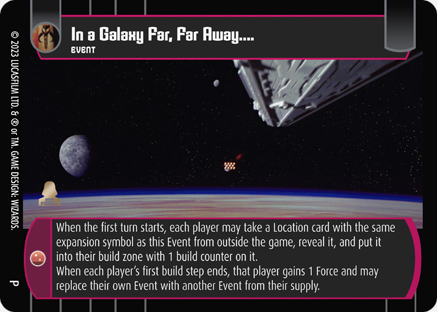 In a Galaxy Far, Far Away....
EVENT
When the first turn starts, each player may take a Location card with the same
expansion symbol as this Event from outside the game, reveal it, and put it
into their build zone with 1 build counter on it.
When each player's first build step ends, that player gains 1 Force and may
replace their own Event with another Event from their supply.
© 2023 LUCASFILM LTD. & ® or TM. GAME DESIGN: WIZARDS.
P